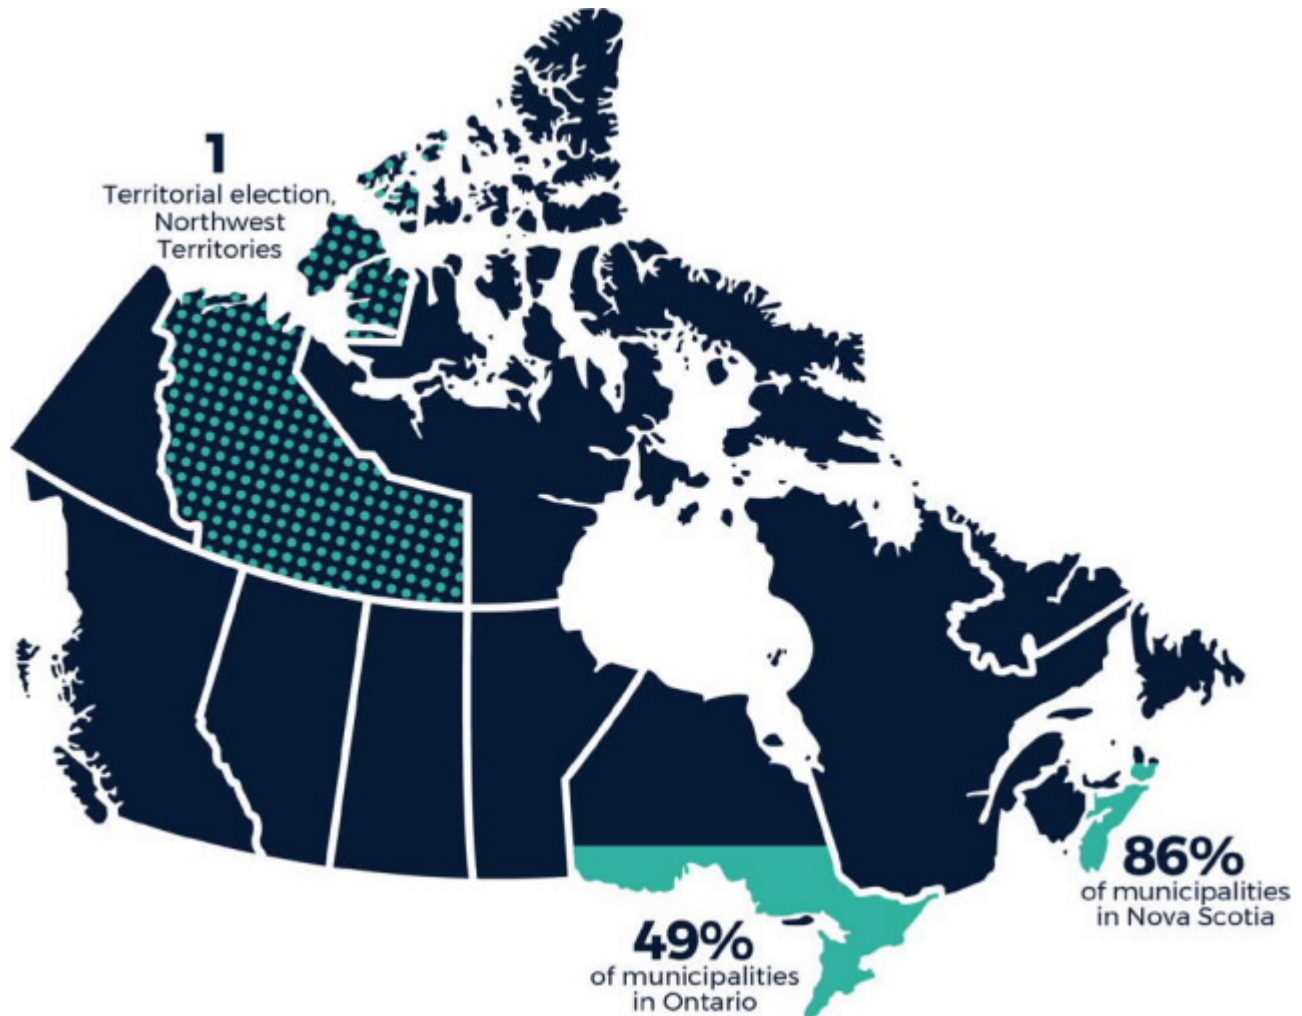 1
Territorial election,
Northwest
Territories
86%
of municipalities
in Nova Scotia
49%
of municipalities
in Ontario